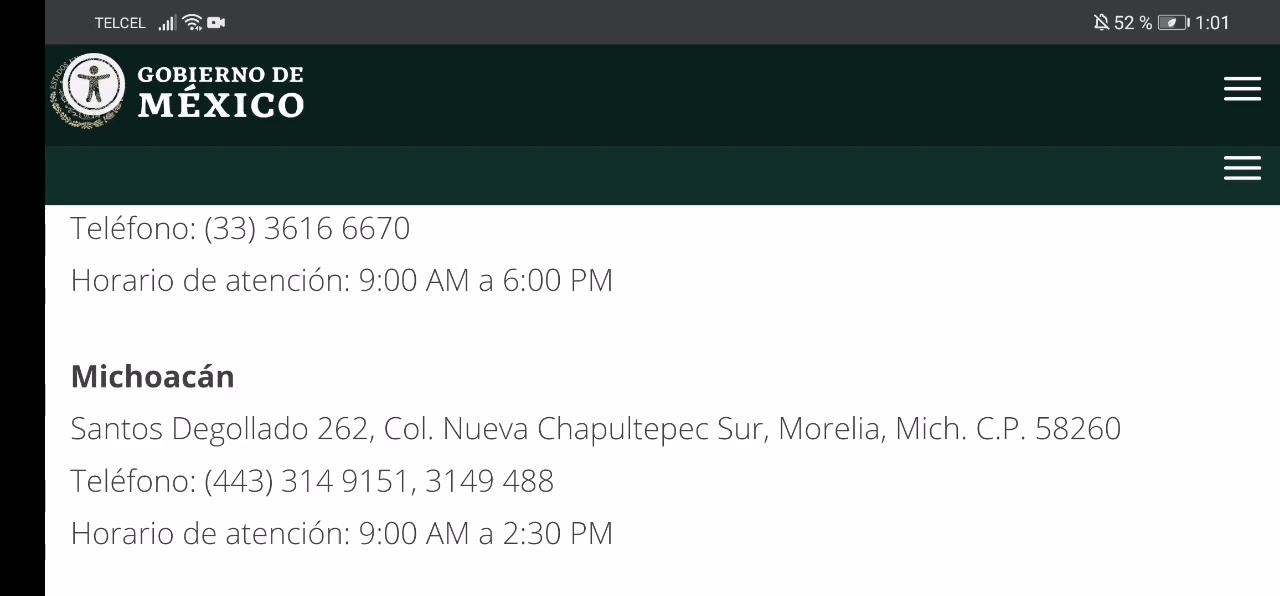 TELCEL
52 % 1:01
GOBIERNO DE
MÉXICO
Teléfono: (33) 3616 6670
Horario de atención: 9:00 AM a 6:00 PM
Michoacán
Santos Degollado 262, Col. Nueva Chapultepec Sur, Morelia, Mich. C.P. 58260
Teléfono: (443) 314 9151, 3149 488
Horario de atención: 9:00 AM a 2:30 PM